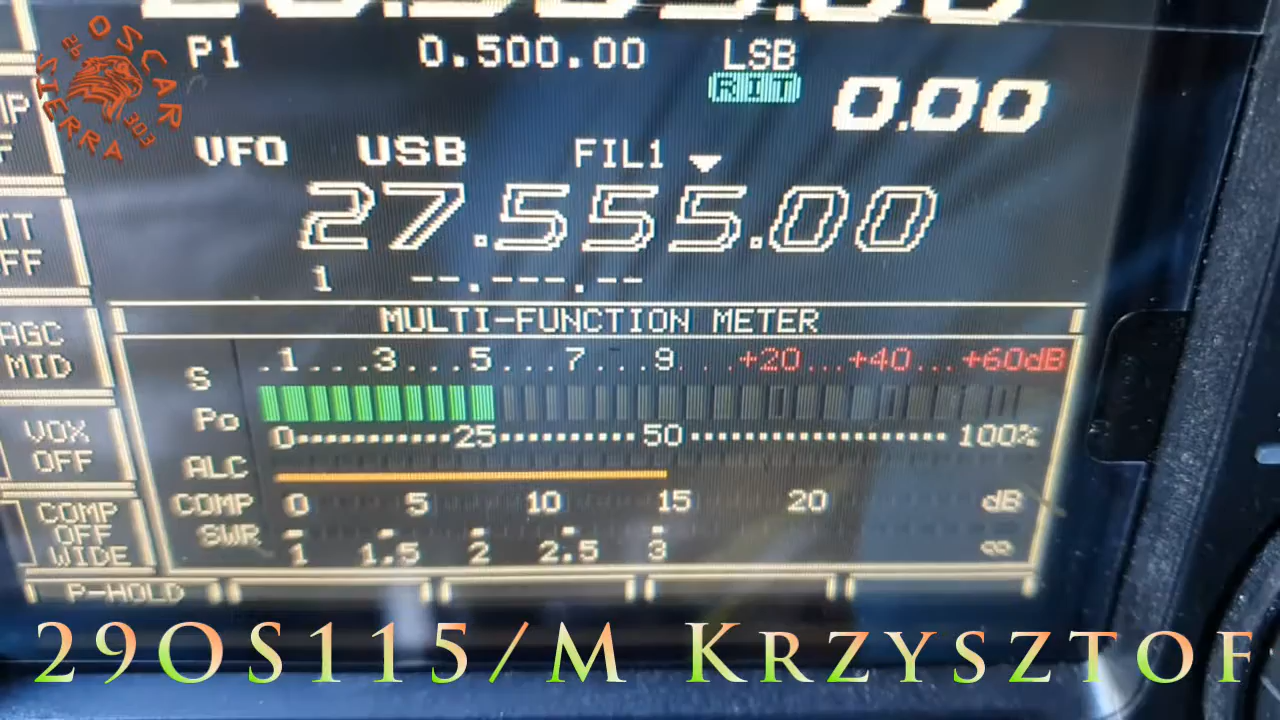 OSCAR
SIERRA
26
303
P1 0.500.00 LSB
RIT 0.00
VFO USB FIL1
27.555.00
1 --.---.--
MULTI-FUNCTION METER
S .1...3...5...7...9...+20...+40...+60dB
Po 0 25 50 100%
ALC
COMP 0 5 10 15 20 dB
SWR 1 1.5 2 2.5 3 ∞
AGC
MID
VOX
OFF
COMP
OFF
WIDE
P-HOLD
29OS115/M KRZYSZTOF